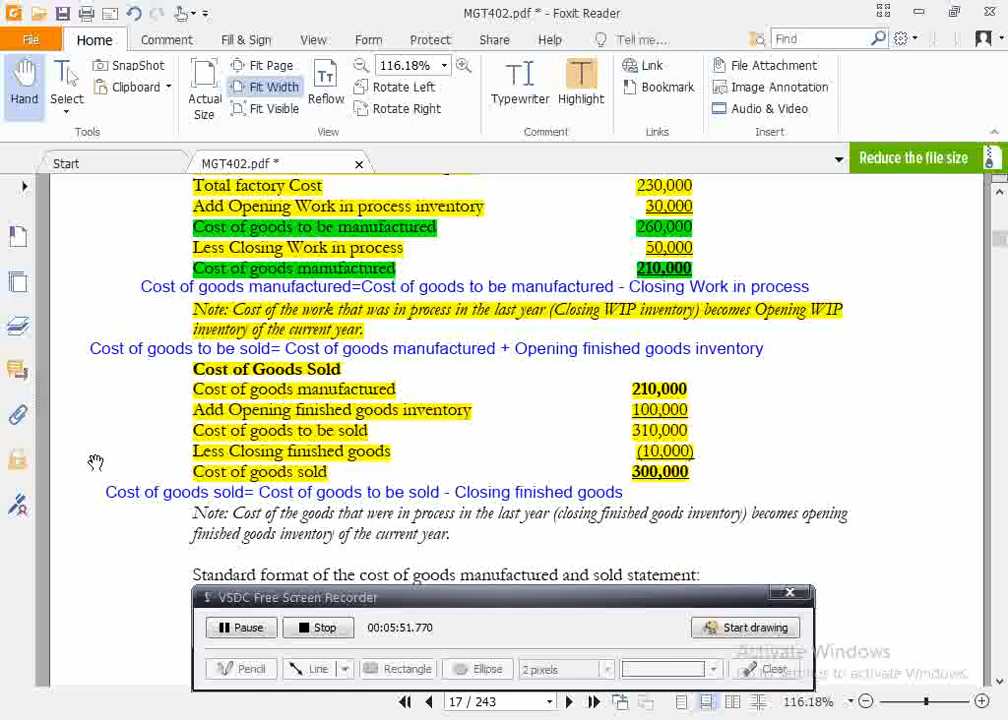 MGT402.pdf * - Foxit Reader
File Home Comment Fill & Sign View Form Protect Share Help Tell me... Find
Hand
Select
SnapShot
Clipboard
Tools
Actual Size
Fit Page
Fit Width
Fit Visible
Reflow
116.18%
Rotate Left
Rotate Right
View
Typewriter
Highlight
Comment
Link
Bookmark
Links
File Attachment
Image Annotation
Audio & Video
Insert
Start MGT402.pdf * Reduce the file size
Total factory Cost 230,000
Add Opening Work in process inventory 30,000
Cost of goods to be manufactured 260,000
Less Closing Work in process 50,000
Cost of goods manufactured 210,000
Cost of goods manufactured=Cost of goods to be manufactured - Closing Work in process
Note: Cost of the work that was in process in the last year (Closing WIP inventory) becomes Opening WIP
inventory of the current year.
Cost of goods to be sold= Cost of goods manufactured + Opening finished goods inventory
Cost of Goods Sold
Cost of goods manufactured 210,000
Add Opening finished goods inventory 100,000
Cost of goods to be sold 310,000
Less Closing finished goods (10,000)
Cost of goods sold 300,000
Cost of goods sold= Cost of goods to be sold - Closing finished goods
Note: Cost of the goods that were in process in the last year (closing finished goods inventory) becomes opening
finished goods inventory of the current year.
Standard format of the cost of goods manufactured and sold statement:
VSDC Free Screen Recorder
Pause Stop 00:05:51.770 Start drawing
Pencil Line Rectangle Ellipse 2 pixels Clear
Activate Windows
Go to Settings to activate Windows.
17 / 243 116.18%